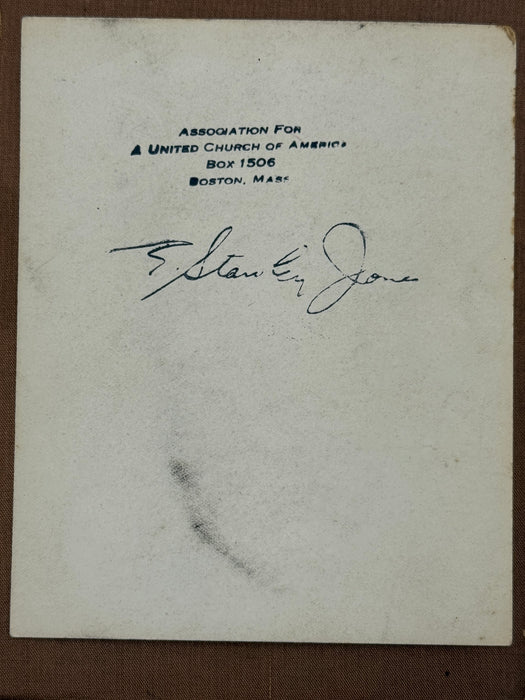 ASSOCIATION FOR
A UNITED CHURCH OF AMERICA
BOX 1506
BOSTON, MASS
E. Stanley Jones